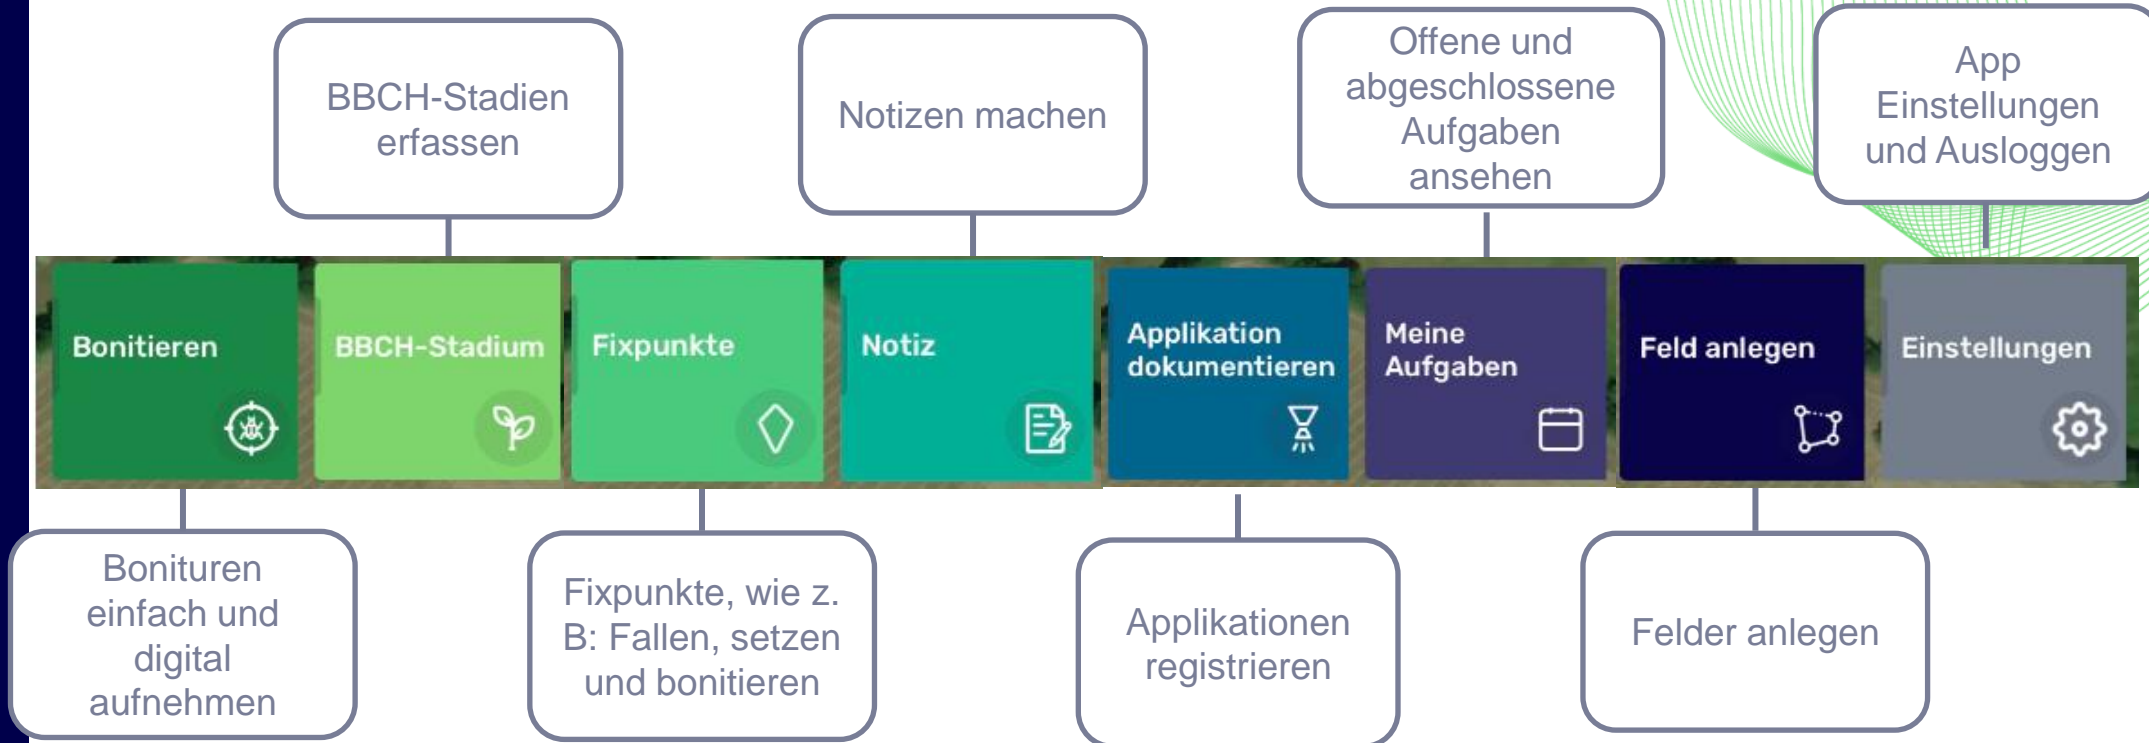 BBCH-Stadien
erfassen
Notizen machen
Offene und
abgeschlossene
Aufgaben
ansehen
App
Einstellungen
und Ausloggen
Bonitieren
BBCH-Stadium
Fixpunkte
Notiz
Applikation
dokumentieren
Meine
Aufgaben
Feld anlegen
Einstellungen
Bonituren
einfach und
digital
aufnehmen
Fixpunkte, wie z.
B: Fallen, setzen
und bonitieren
Applikationen
registrieren
Felder anlegen